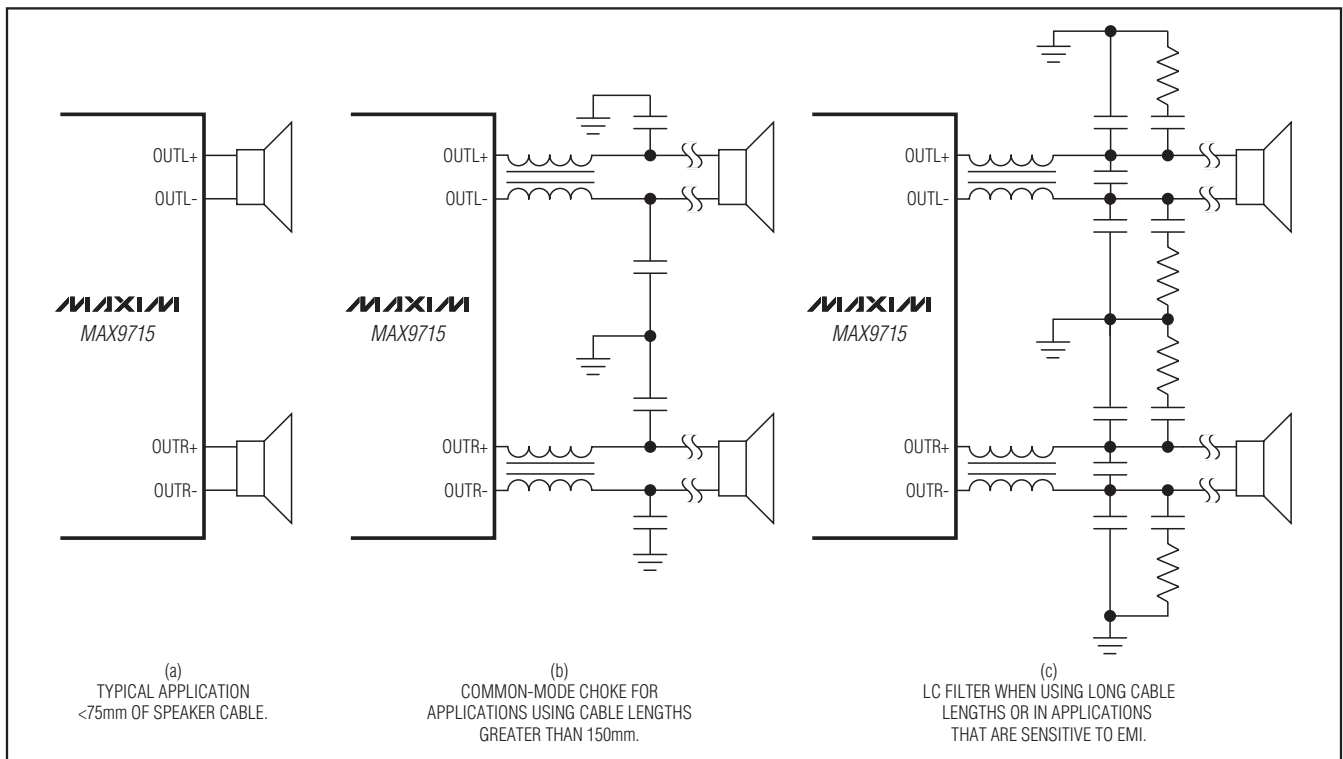 OUTL+
OUTL-
MAXIM
MAX9715
OUTR+
OUTR-
(a)
TYPICAL APPLICATION
<75mm OF SPEAKER CABLE.
OUTL+
OUTL-
MAXIM
MAX9715
OUTR+
OUTR-
(b)
COMMON-MODE CHOKE FOR
APPLICATIONS USING CABLE LENGTHS
GREATER THAN 150mm.
OUTL+
OUTL-
MAXIM
MAX9715
OUTR+
OUTR-
(c)
LC FILTER WHEN USING LONG CABLE
LENGTHS OR IN APPLICATIONS
THAT ARE SENSITIVE TO EMI.